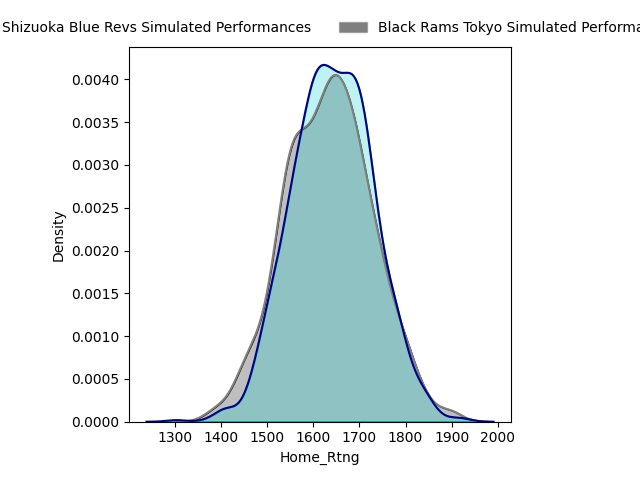 Shizuoka Blue Revs Simulated Performances
Black Rams Tokyo Simulated Performa
0.0040
0.0035
0.0030
0.0025
0.0020
0.0015
0.0010
0.0005
0.0000
Density
1300 1400 1500 1600 1700 1800 1900 2000
Home_Rtng